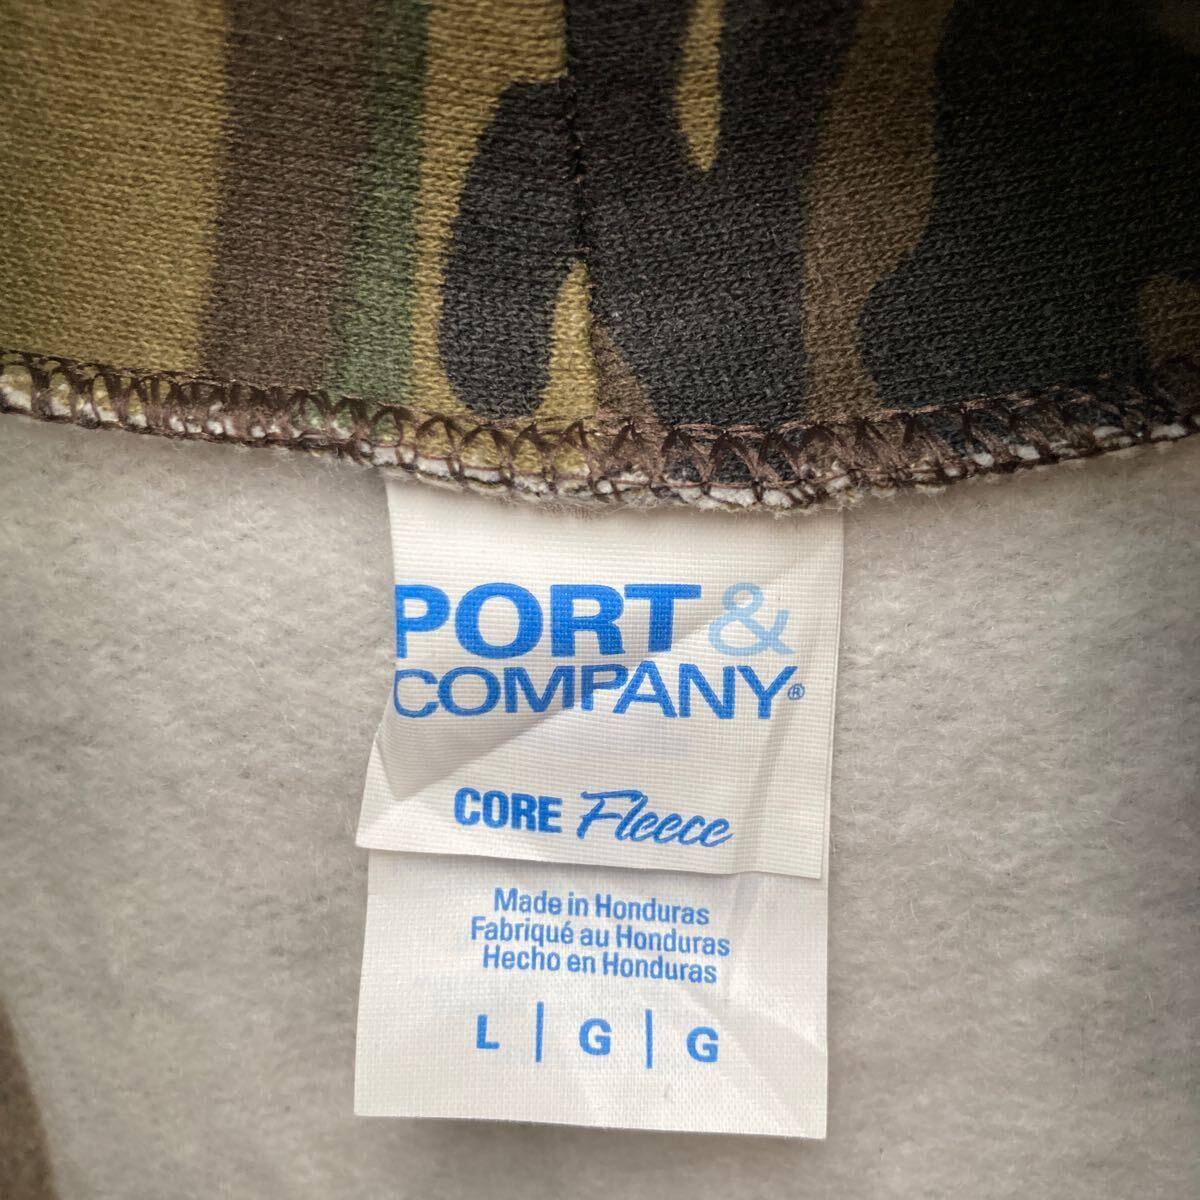 PORT &
COMPANY®
CORE Fleece
Made in Honduras
Fabriqué au Honduras
Hecho en Honduras
L | G | G